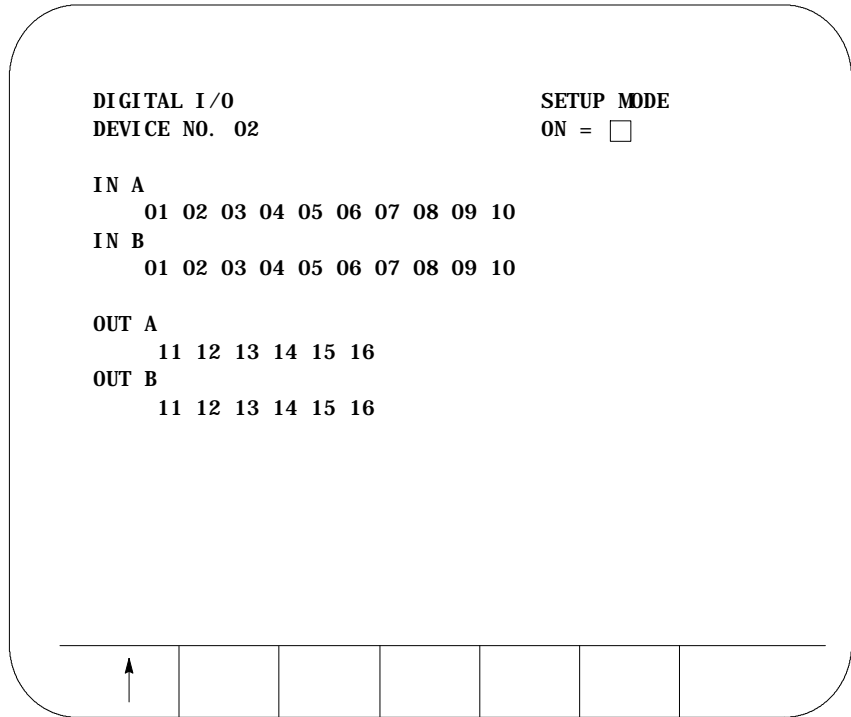 DIGITAL I/O SETUP MODE
DEVICE NO. 02 ON = □
IN A
01 02 03 04 05 06 07 08 09 10
IN B
01 02 03 04 05 06 07 08 09 10
OUT A
11 12 13 14 15 16
OUT B
11 12 13 14 15 16